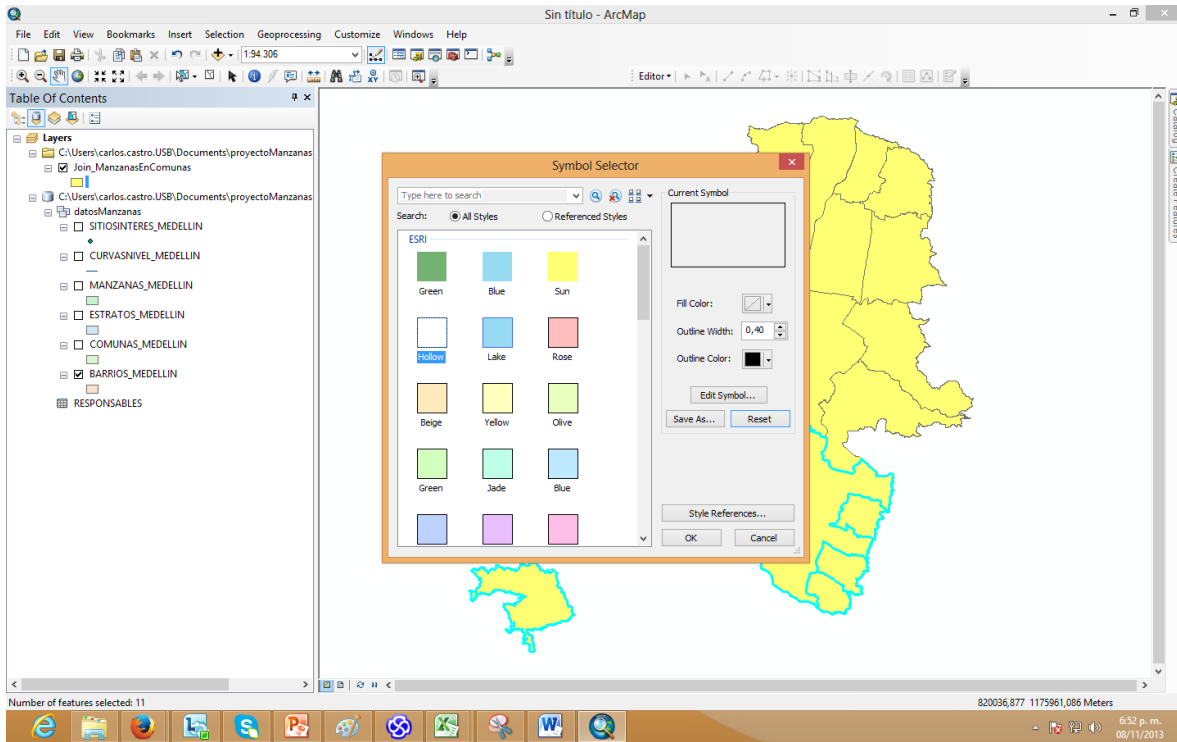 Sin título - ArcMap
File Edit View Bookmarks Insert Selection Geoprocessing Customize Windows Help
1:94.306
Editor
Table Of Contents
Layers
C:\Users\carlos.castro.USB\Documents\proyectoManzanas
Join_ManzanasEnComunas
C:\Users\carlos.castro.USB\Documents\proyectoManzanas
datosManzanas
SITIOSINTERES_MEDELLIN
CURVASNIVEL_MEDELLIN
MANZANAS_MEDELLIN
ESTRATOS_MEDELLIN
COMUNAS_MEDELLIN
BARRIOS_MEDELLIN
RESPONSABLES
Symbol Selector
Type here to search
Search: All Styles Referenced Styles
ESRI
Green Blue Sun
Hollow Lake Rose
Beige Yellow Olive
Green Jade Blue
Current Symbol
Fill Color:
Outline Width: 0,40
Outline Color:
Edit Symbol...
Save As... Reset
Style References...
OK Cancel
Catalog
Create Features
Number of features selected: 11
820036,877 1175961,086 Meters
6:52 p. m.
08/11/2013